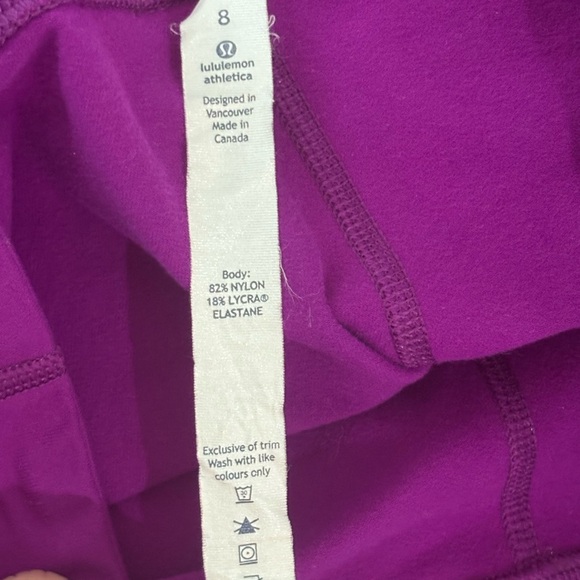 8
lululemon
athletica
Designed in
Vancouver
Made in
Canada
Body:
82% NYLON
18% LYCRA®
ELASTANE
Exclusive of trim
Wash with like
colours only
30